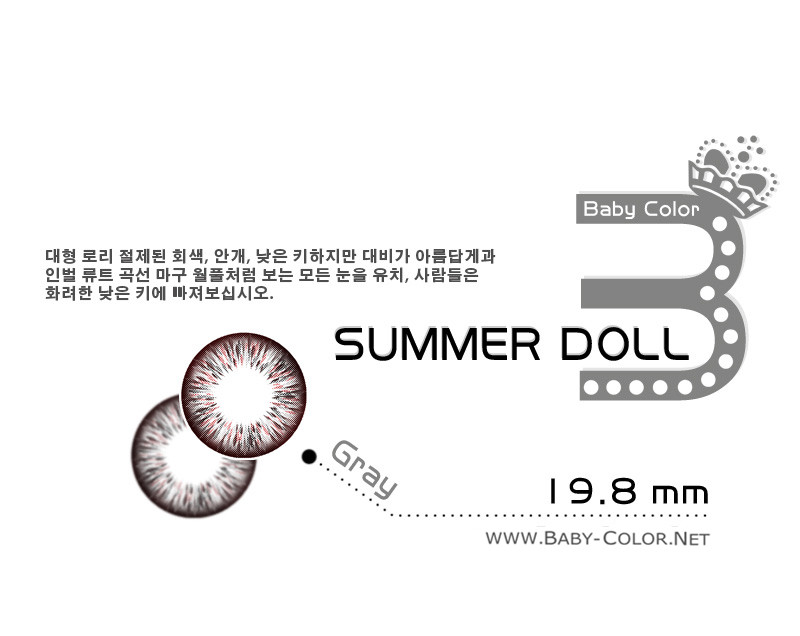 Baby Color
3
대형 로리 절제된 회색, 안개, 낮은 키하지만 대비가 아름답게과
인벌 류트 곡선 마구 월플처럼 보는 모든 눈을 유치, 사람들은
화려한 낮은 키에 빠져보십시오.
SUMMER DOLL
Gray
19.8 mm
WWW.BABY-COLOR.NET